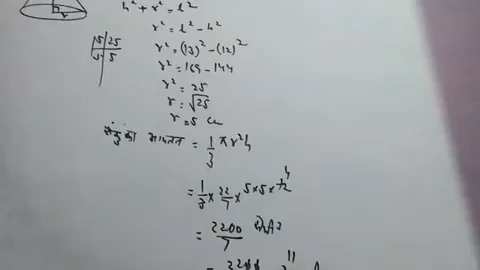 h² + r² = l²
r² = l² - h²
r² = (13)² - (12)²
5 | 25
5 | 5
r² = 169 - 144
r² = 25
r = √25
r = 5 cm
शंकु का आयतन = 1/3 πr²h
= 1/3 × 22/7 × 5 × 5 × 12 4
= 2200/7